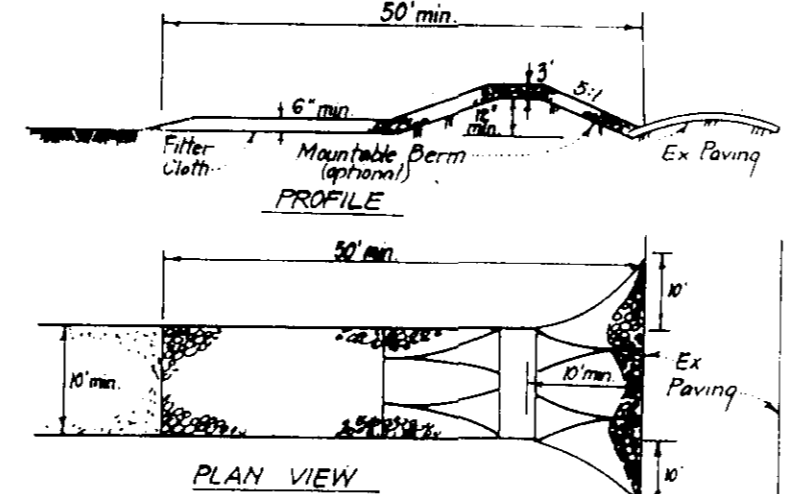 50' min.
3'
5:1
6" min.
12"
min.
Filter
Cloth
Mountable Berm
(optional)
Ex Paving
PROFILE
50' min.
10'
Ex
Paving
10' min.
10' min.
10'
PLAN VIEW